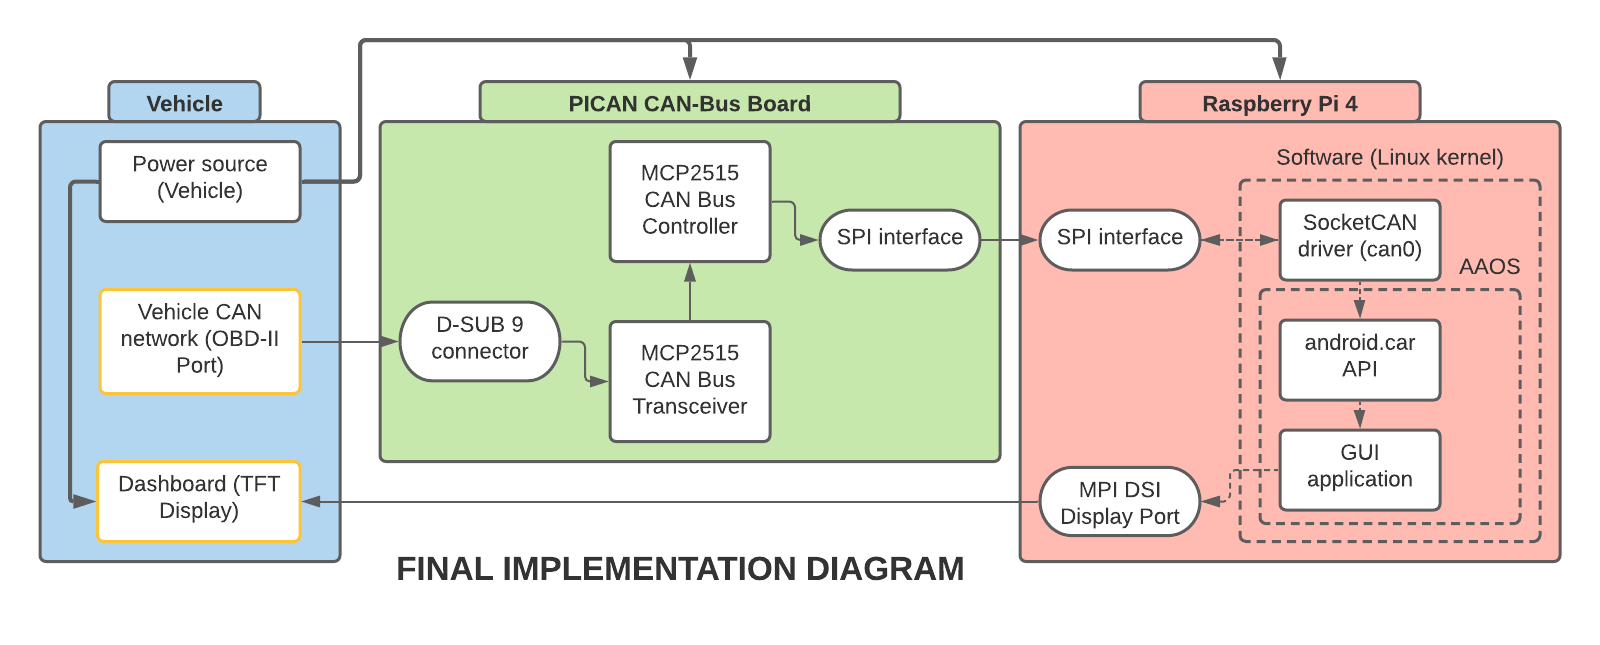 Vehicle
Power source
(Vehicle)
Vehicle CAN
network (OBD-II
Port)
Dashboard (TFT
Display)
PICAN CAN-Bus Board
MCP2515
CAN Bus
Controller
SPI interface
D-SUB 9
connector
MCP2515
CAN Bus
Transceiver
Raspberry Pi 4
Software (Linux kernel)
SPI interface
SocketCAN
driver (can0)
AAOS
android.car
API
GUI
application
MPI DSI
Display Port
FINAL IMPLEMENTATION DIAGRAM